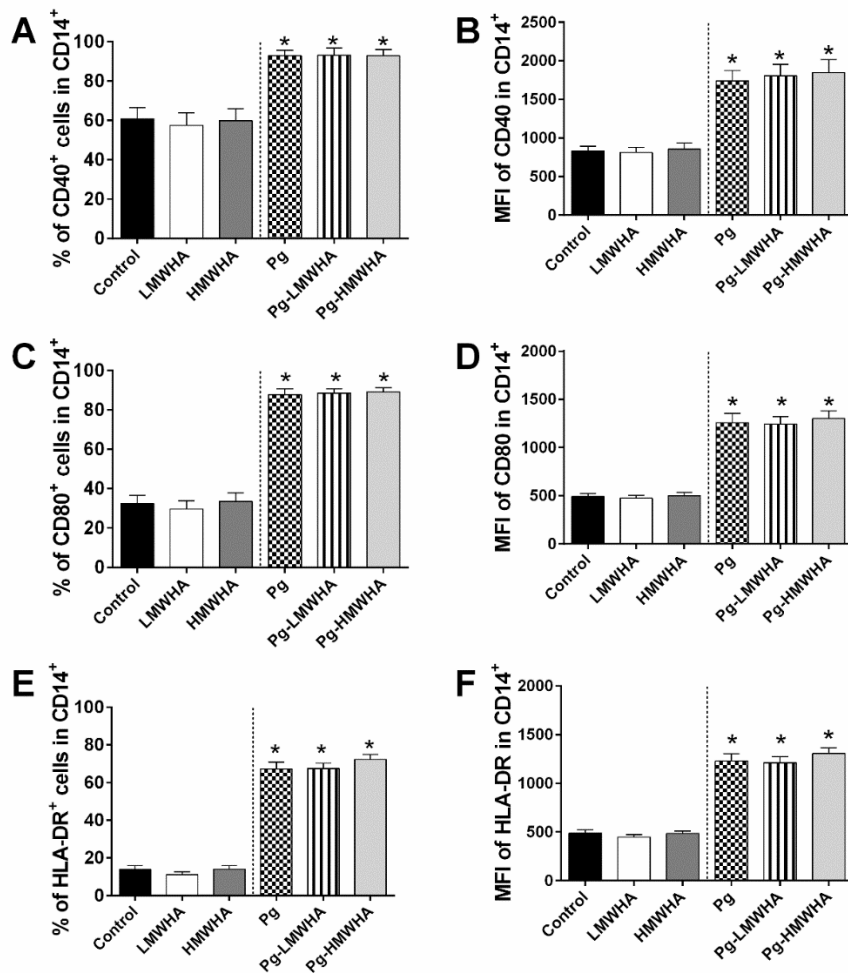 A
% of CD40⁺ cells in CD14⁺
100
80
60
40
20
0
* * *
Control
LMWHA
HMWHA
Pg
Pg-LMWHA
Pg-HMWHA
B
MFI of CD40 in CD14⁺
2500
2000
1500
1000
500
0
* * *
Control
LMWHA
HMWHA
Pg
Pg-LMWHA
Pg-HMWHA
C
% of CD80⁺ cells in CD14⁺
100
80
60
40
20
0
* * *
Control
LMWHA
HMWHA
Pg
Pg-LMWHA
Pg-HMWHA
D
MFI of CD80 in CD14⁺
2000
1500
1000
500
0
* * *
Control
LMWHA
HMWHA
Pg
Pg-LMWHA
Pg-HMWHA
E
% of HLA-DR⁺ cells in CD14⁺
100
80
60
40
20
0
* * *
Control
LMWHA
HMWHA
Pg
Pg-LMWHA
Pg-HMWHA
F
MFI of HLA-DR in CD14⁺
2000
1500
1000
500
0
* * *
Control
LMWHA
HMWHA
Pg
Pg-LMWHA
Pg-HMWHA